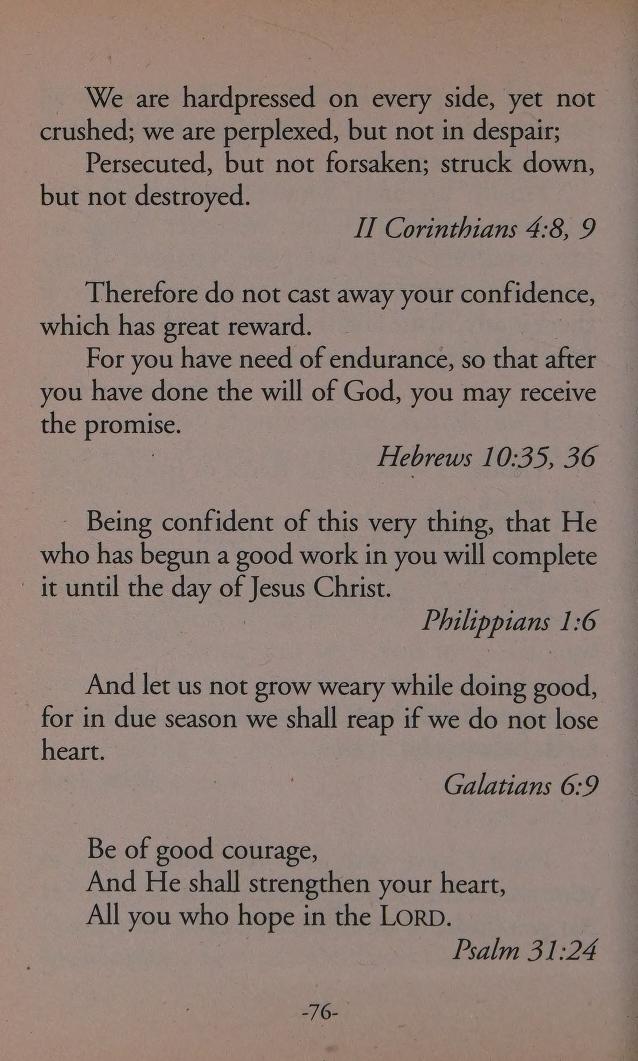 We are hardpressed on every side, yet not
crushed; we are perplexed, but not in despair;
Persecuted, but not forsaken; struck down,
but not destroyed.
II Corinthians 4:8, 9
Therefore do not cast away your confidence,
which has great reward.
For you have need of endurance, so that after
you have done the will of God, you may receive
the promise.
Hebrews 10:35, 36
Being confident of this very thing, that He
who has begun a good work in you will complete
it until the day of Jesus Christ.
Philippians 1:6
And let us not grow weary while doing good,
for in due season we shall reap if we do not lose
heart.
Galatians 6:9
Be of good courage,
And He shall strengthen your heart,
All you who hope in the LORD.
Psalm 31:24
-76-